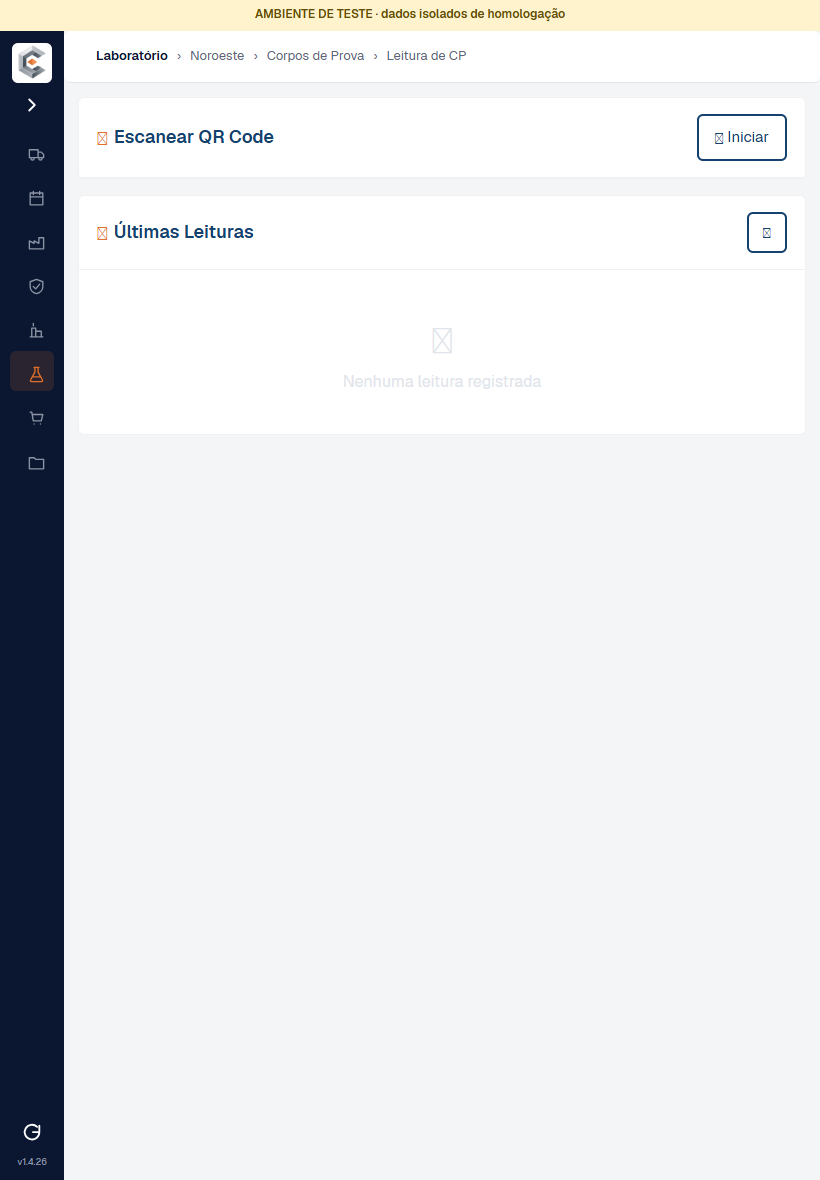 AMBIENTE DE TESTE · dados isolados de homologação
Laboratório › Noroeste › Corpos de Prova › Leitura de CP
Escanear QR Code
Iniciar
Últimas Leituras
Nenhuma leitura registrada
v1.4.26